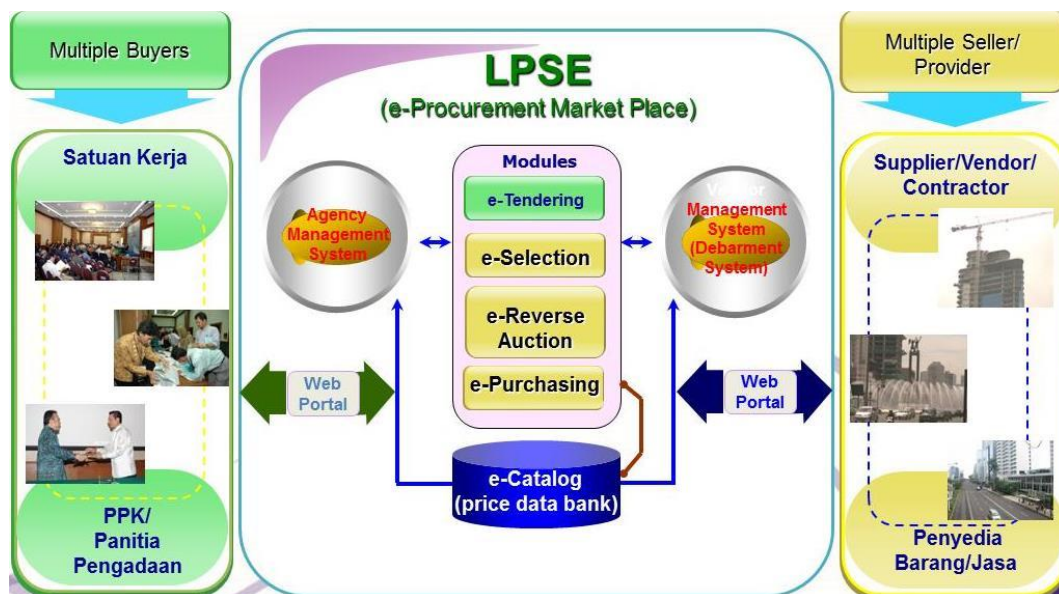 Multiple Buyers
Satuan Kerja
PPK/
Panitia
Pengadaan
LPSE
(e-Procurement Market Place)
Agency
Management
System
Modules
e-Tendering
e-Selection
e-Reverse
Auction
e-Purchasing
Vendor
Management
System
(Debarment
System)
Web
Portal
Web
Portal
e-Catalog
(price data bank)
Multiple Seller/
Provider
Supplier/Vendor/
Contractor
Penyedia
Barang/Jasa